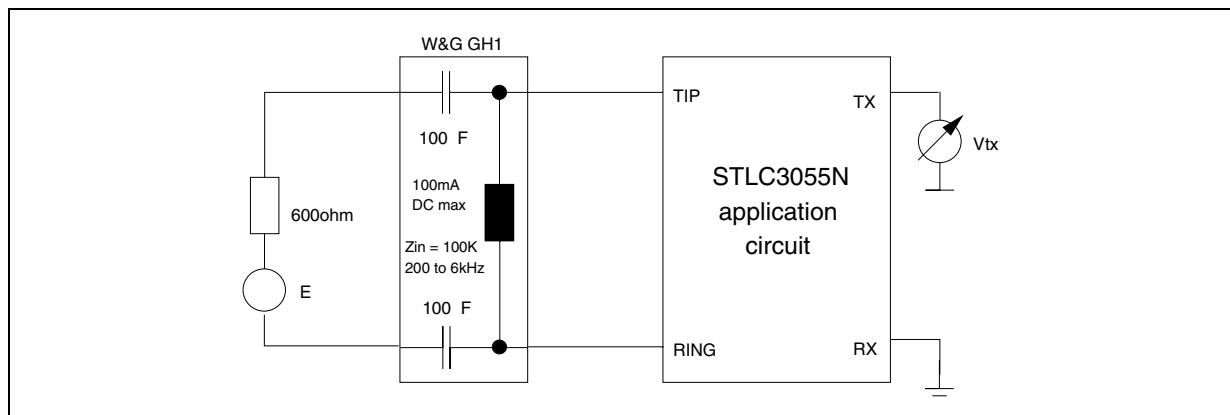 W&G GH1
TIP
TX
100 F
Vtx
100mA
DC max
STLC3055N
application
circuit
600ohm
Zin = 100K
200 to 6kHz
E
100 F
RING
RX